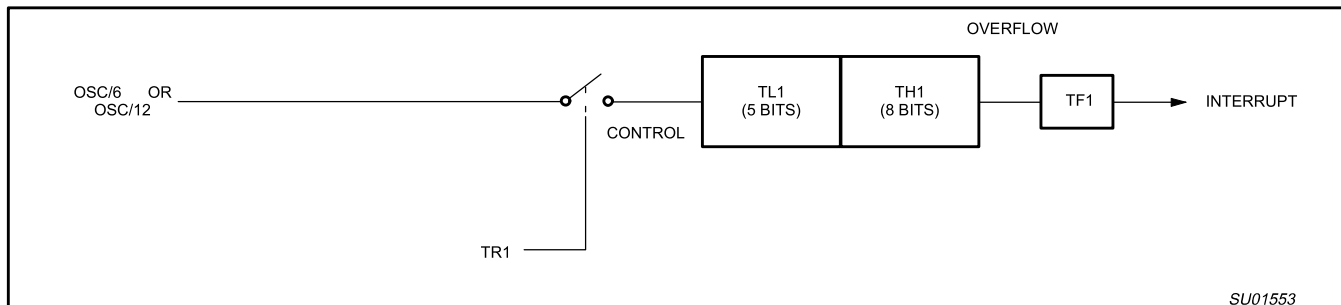 OVERFLOW
OSC/6 OR
OSC/12
TL1
(5 BITS)
TH1
(8 BITS)
TF1
INTERRUPT
CONTROL
TR1
SU01553